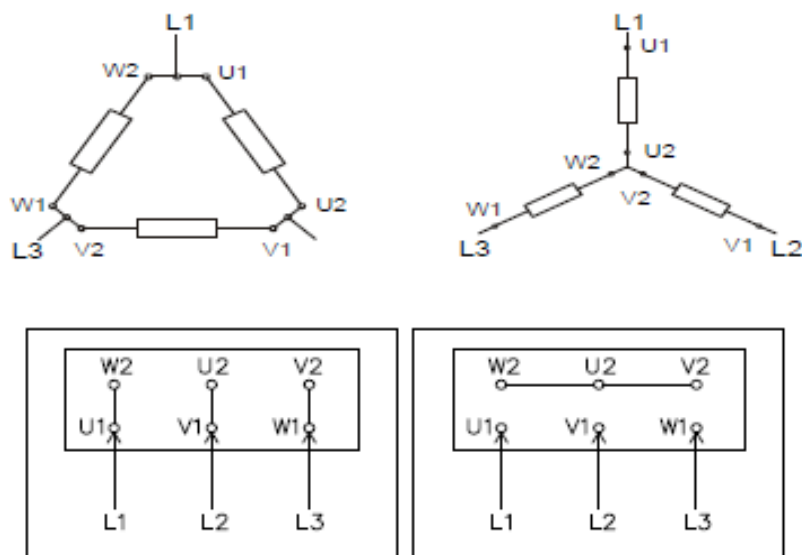 L1
W2 U1
W1 U2
L3 V2 V1
L1
U1
U2
W2
V2
W1
L3 V1 L2
W2 U2 V2
U1 V1 W1
L1 L2 L3
W2 U2 V2
U1 V1 W1
L1 L2 L3